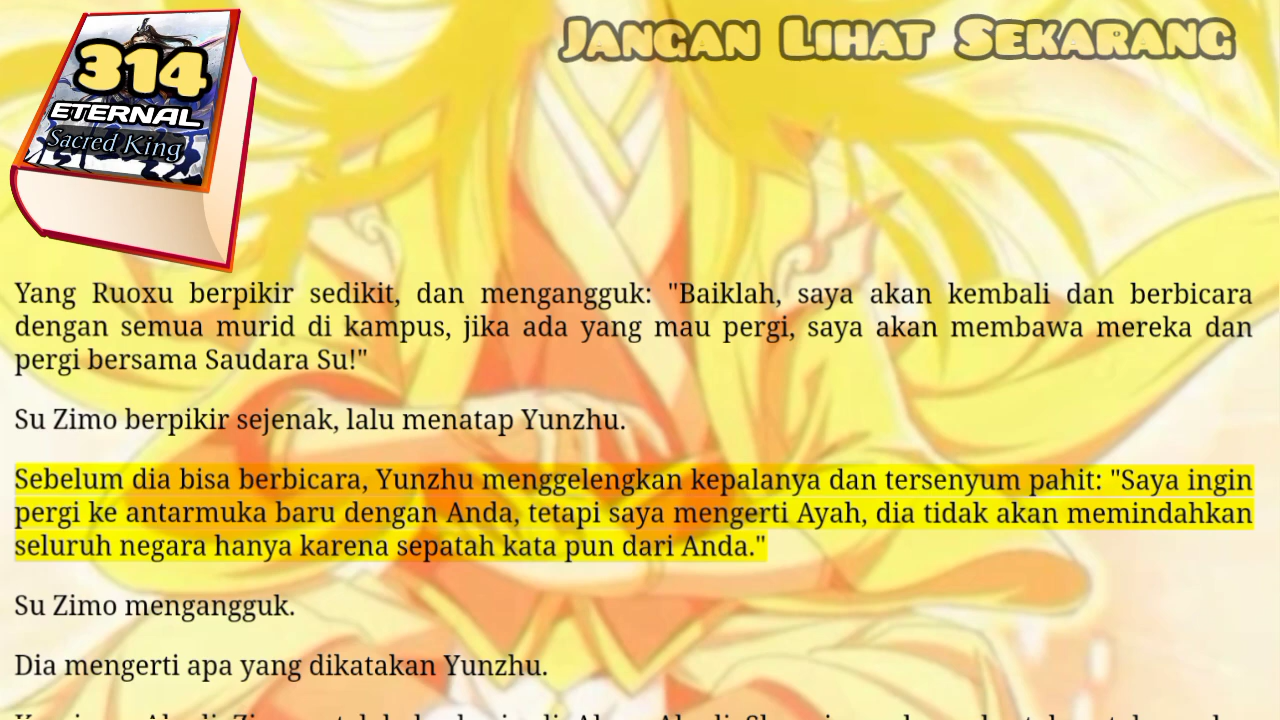 314
ETERNAL
Sacred King
JANGAN LIHAT SEKARANG
Yang Ruoxu berpikir sedikit, dan mengangguk: "Baiklah, saya akan kembali dan berbicara
dengan semua murid di kampus, jika ada yang mau pergi, saya akan membawa mereka dan
pergi bersama Saudara Su!"
Su Zimo berpikir sejenak, lalu menatap Yunzhu.
Sebelum dia bisa berbicara, Yunzhu menggelengkan kepalanya dan tersenyum pahit: "Saya ingin
pergi ke antarmuka baru dengan Anda, tetapi saya mengerti Ayah, dia tidak akan memindahkan
seluruh negara hanya karena sepatah kata pun dari Anda."
Su Zimo mengangguk.
Dia mengerti apa yang dikatakan Yunzhu.